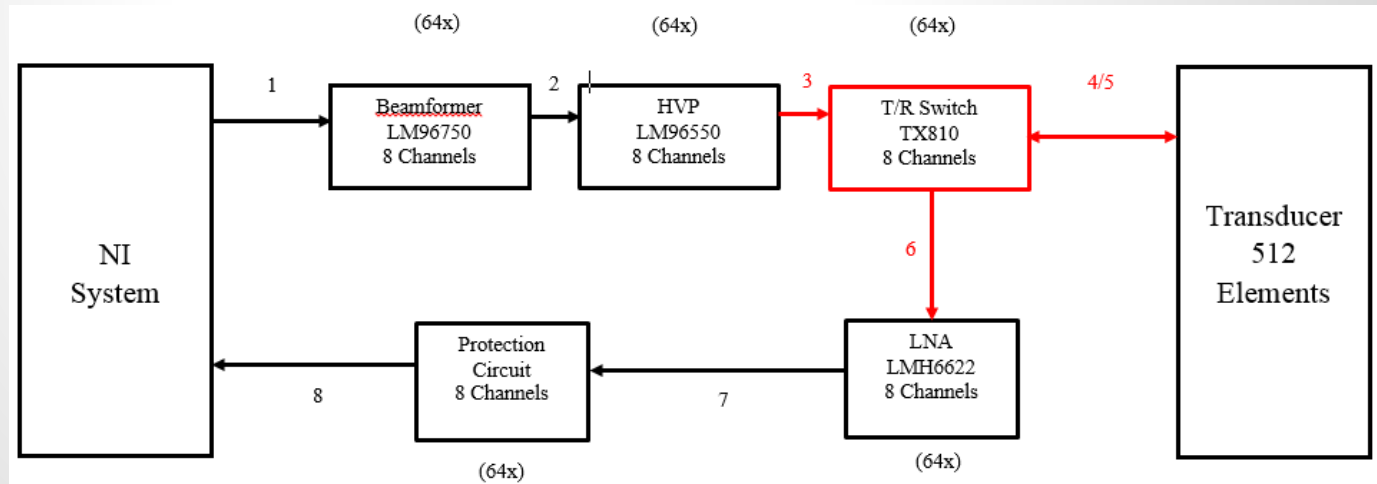 (64x)
(64x)
(64x)
1
2
3
4/5
Beamformer
LM96750
8 Channels
HVP
LM96550
8 Channels
T/R Switch
TX810
8 Channels
NI
System
Transducer
512
Elements
6
Protection
Circuit
8 Channels
LNA
LMH6622
8 Channels
8
7
(64x)
(64x)